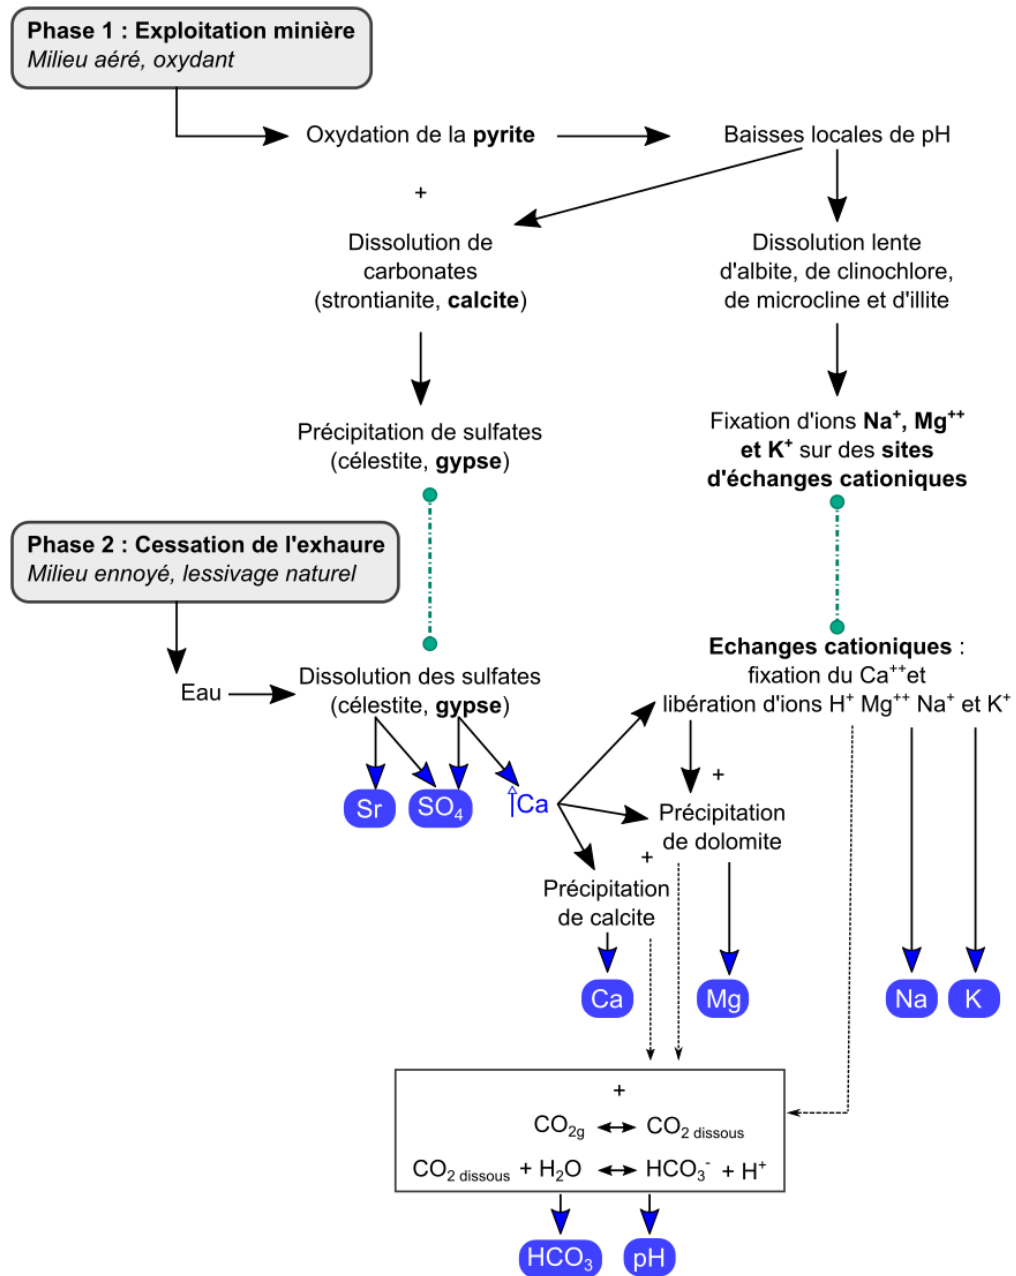 Phase 1 : Exploitation minière
Milieu aéré, oxydant
Oxydation de la pyrite
Baisses locales de pH
+
Dissolution de
carbonates
(strontianite, calcite)
Dissolution lente
d'albite, de clinochlore,
de microcline et d'illite
Précipitation de sulfates
(célestite, gypse)
Fixation d'ions Na⁺, Mg⁺⁺
et K⁺ sur des sites
d'échanges cationiques
Phase 2 : Cessation de l'exhaure
Milieu ennoyé, lessivage naturel
Eau
Dissolution des sulfates
(célestite, gypse)
Echanges cationiques :
fixation du Ca⁺⁺et
libération d'ions H⁺ Mg⁺⁺ Na⁺ et K⁺
Sr
SO₄
Ca
+
Précipitation
de dolomite
+
Précipitation
de calcite
Ca
Mg
Na
K
+
CO₂g ↔ CO₂ dissous
CO₂ dissous + H₂O ↔ HCO₃⁻ + H⁺
HCO₃
pH